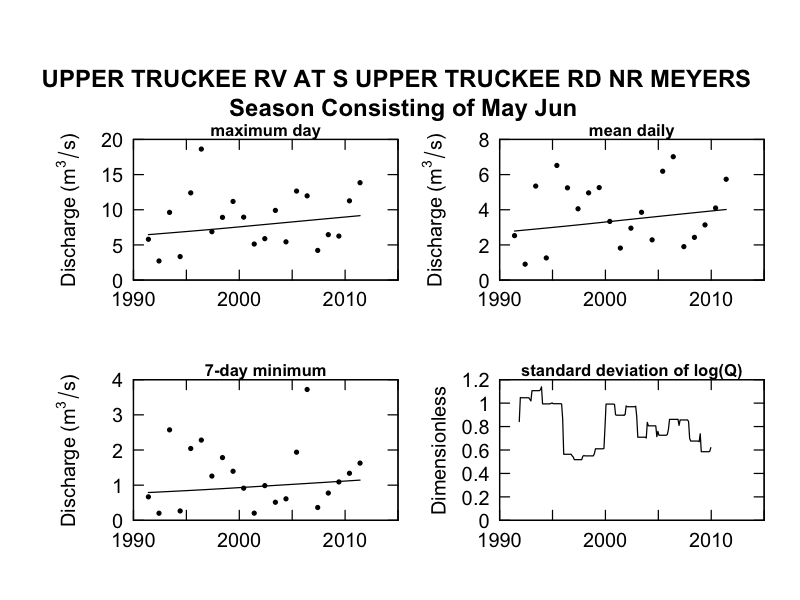 UPPER TRUCKEE RV AT S UPPER TRUCKEE RD NR MEYERS
Season Consisting of May Jun
maximum day
Discharge (m³/s)
20
15
10
5
0
1990 2000 2010
mean daily
Discharge (m³/s)
8
6
4
2
0
1990 2000 2010
7-day minimum
Discharge (m³/s)
4
3
2
1
0
1990 2000 2010
standard deviation of log(Q)
Dimensionless
1.2
1
0.8
0.6
0.4
0.2
0
1990 2000 2010